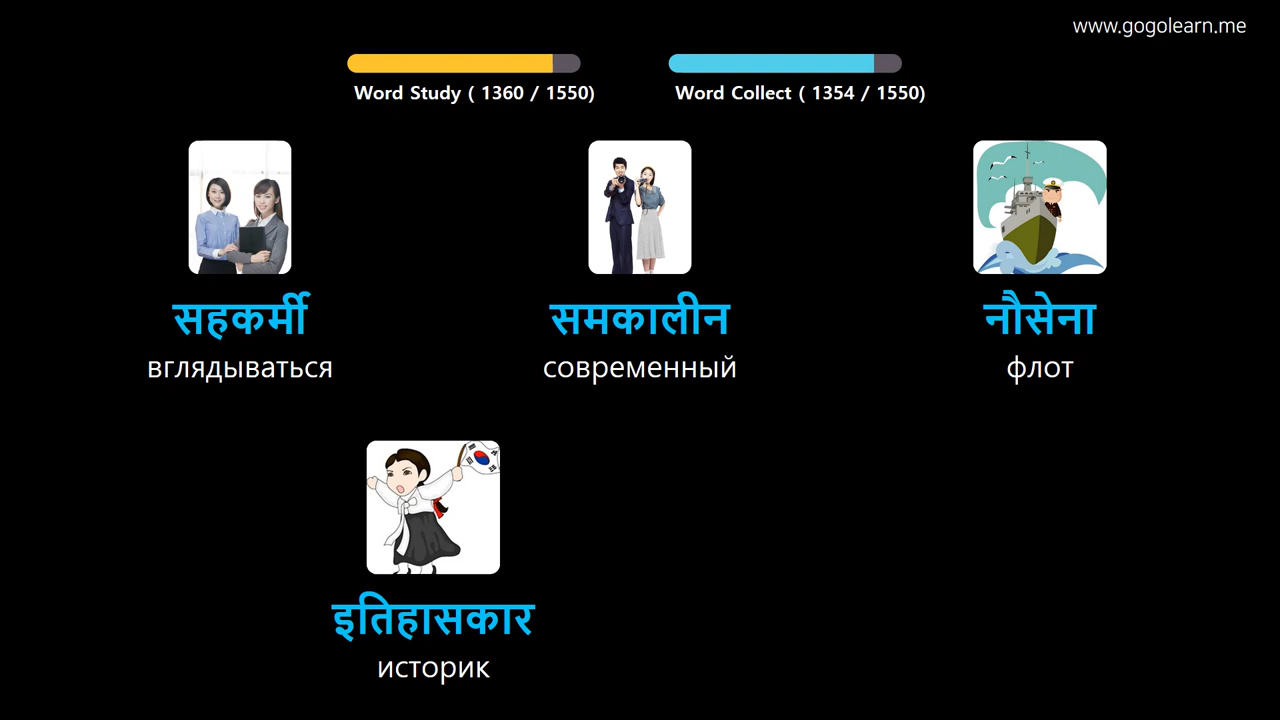 www.gogolearn.me
Word Study ( 1360 / 1550)
Word Collect ( 1354 / 1550)
सहकर्मी
समकालीन
नौसेना
вглядываться
современный
флот
इतिहासकार
историк